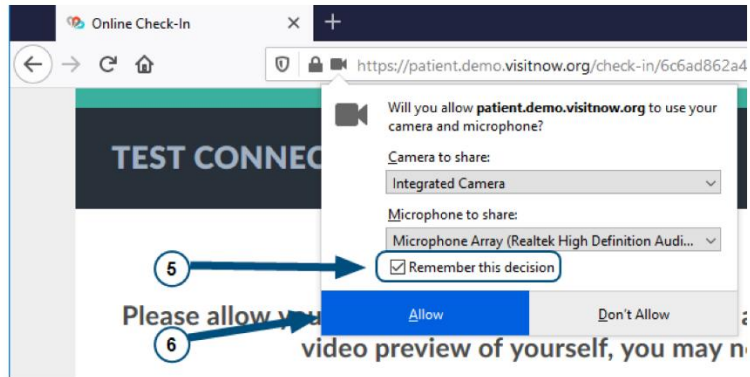 Online Check-In
https://patient.demo.visitnow.org/check-in/6c6ad862a4
Will you allow patient.demo.visitnow.org to use your
camera and microphone?
TEST CONNEC
Camera to share:
Integrated Camera
Microphone to share:
Microphone Array (Realtek High Definition Audi...
5
Remember this decision
Please allow you
Allow
Don't Allow
6
video preview of yourself, you may n